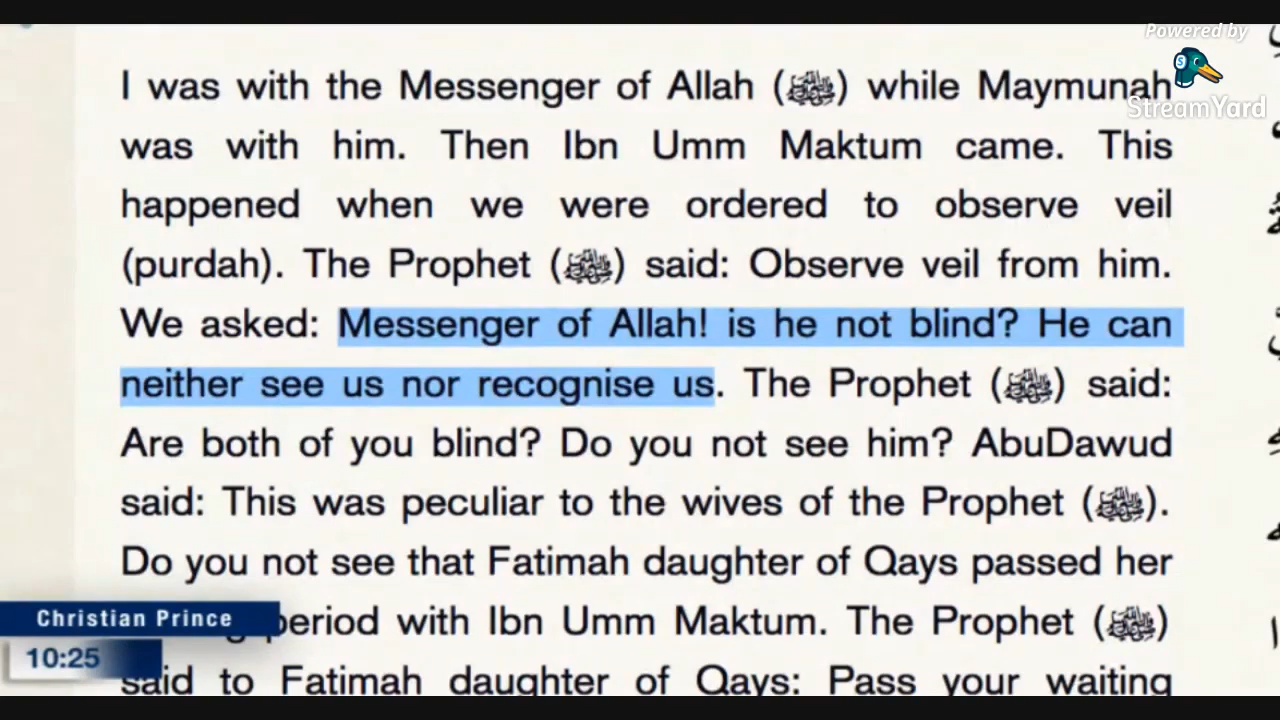 Powered by
StreamYard
I was with the Messenger of Allah (ﷺ) while Maymunah
was with him. Then Ibn Umm Maktum came. This
happened when we were ordered to observe veil
(purdah). The Prophet (ﷺ) said: Observe veil from him.
We asked: Messenger of Allah! is he not blind? He can
neither see us nor recognise us. The Prophet (ﷺ) said:
Are both of you blind? Do you not see him? AbuDawud
said: This was peculiar to the wives of the Prophet (ﷺ).
Do you not see that Fatimah daughter of Qays passed her
period with Ibn Umm Maktum. The Prophet (ﷺ)
said to Fatimah daughter of Qays: Pass your waiting
Christian Prince
10:25